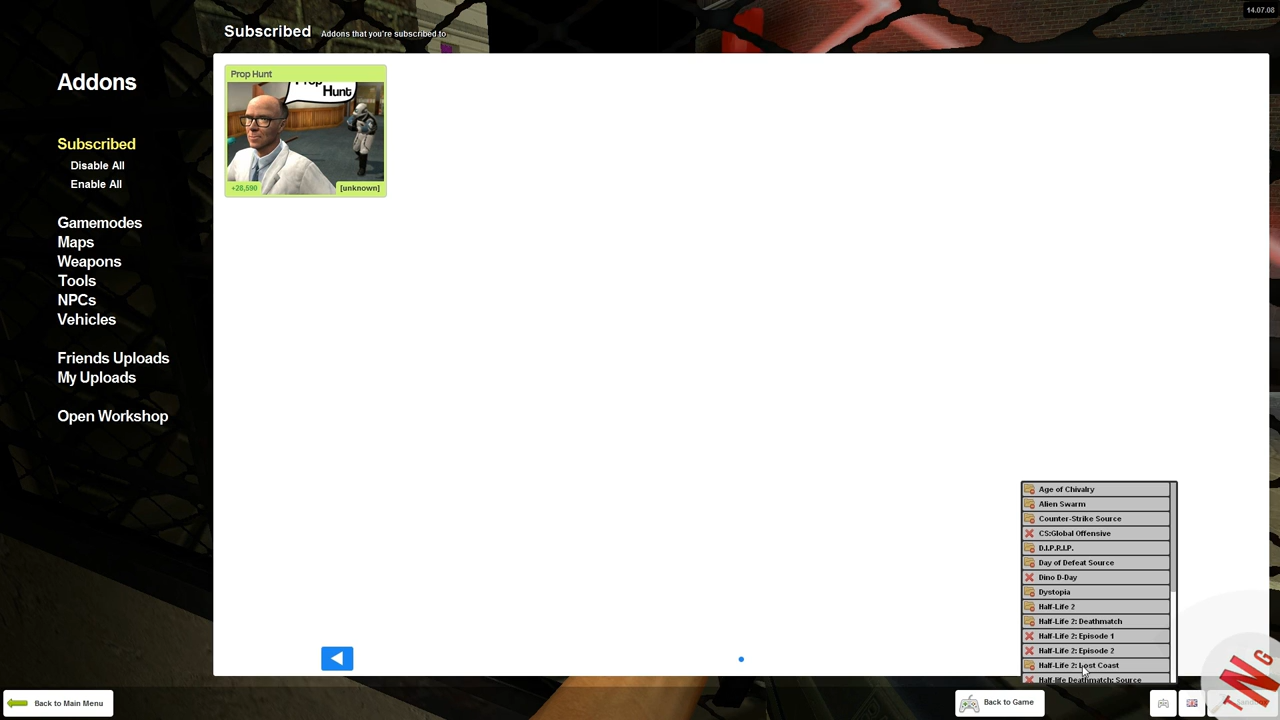 Subscribed Addons that you're subscribed to
14.07.08
Addons
Subscribed
Disable All
Enable All
Gamemodes
Maps
Weapons
Tools
NPCs
Vehicles
Friends Uploads
My Uploads
Open Workshop
Prop Hunt
Prop
Hunt
+28,590
[unknown]
Age of Chivalry
Alien Swarm
Counter-Strike Source
CS:Global Offensive
D.I.P.R.I.P.
Day of Defeat Source
Dino D-Day
Dystopia
Half-Life 2
Half-Life 2: Deathmatch
Half-Life 2: Episode 1
Half-Life 2: Episode 2
Half-Life 2: Lost Coast
Half-life Deathmatch: Source
Back to Main Menu
Back to Game
TNG